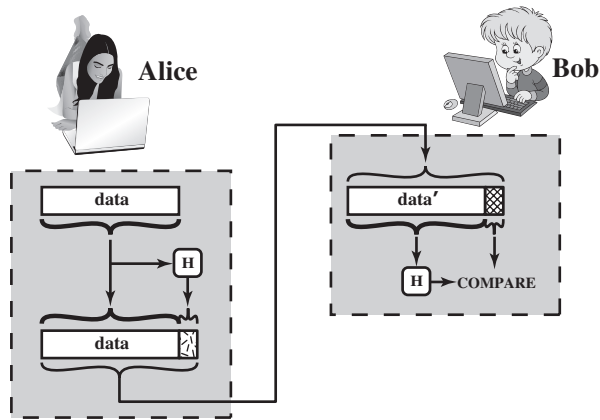 Alice
Bob
data
H
data
data′
H
COMPARE